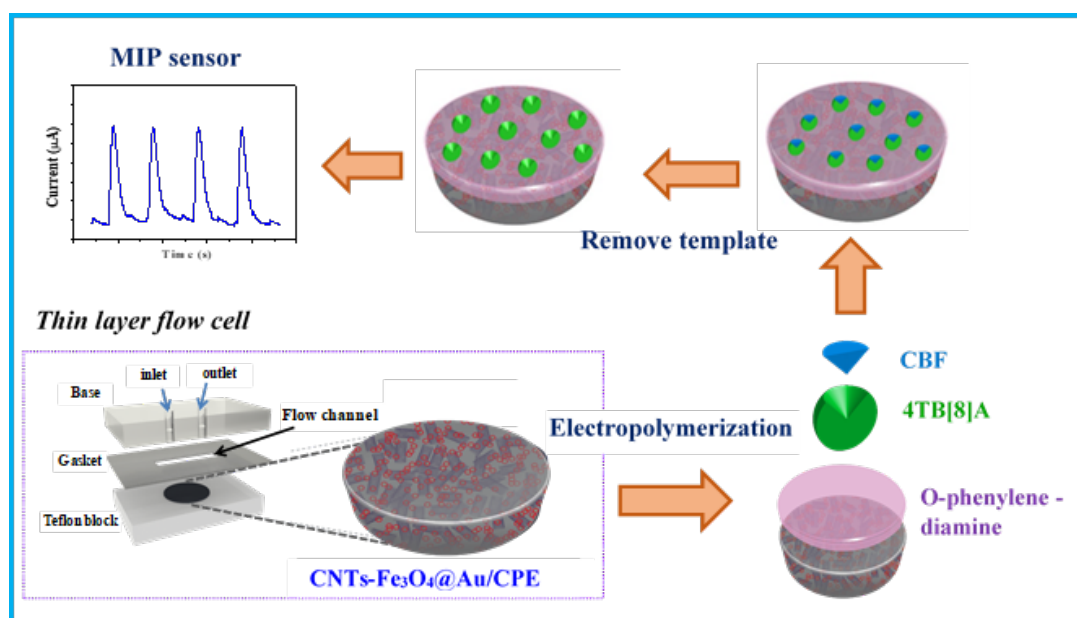 MIP sensor
Current (µA)
Time (s)
Remove template
Thin layer flow cell
inlet
outlet
Base
Flow channel
Gasket
Teflon block
CNTs-Fe₃O₄@Au/CPE
Electropolymerization
CBF
4TB[8]A
O-phenylene -
diamine